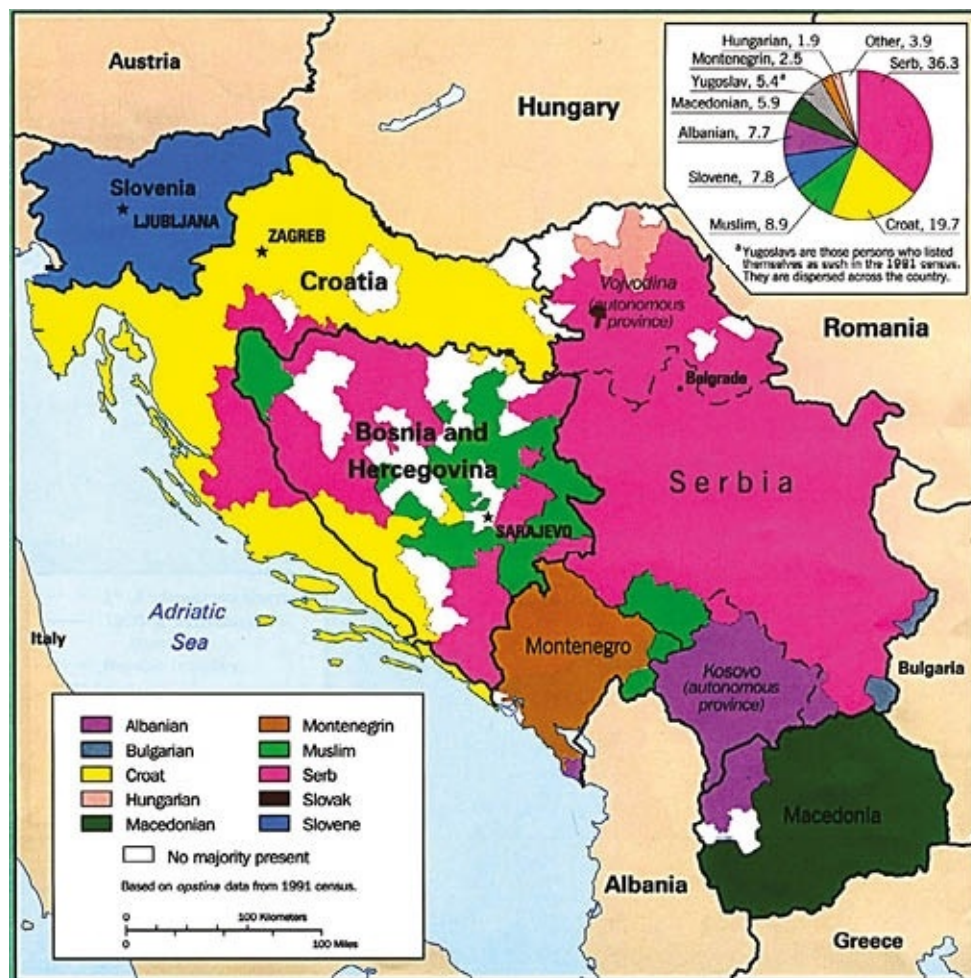 Austria
Hungary
Slovenia
LJUBLJANA
ZAGREB
Croatia
Vojvodina
(autonomous
province)
Romania
Belgrade
Bosnia and
Hercegovina
SARAJEVO
Serbia
Adriatic
Sea
Italy
Montenegro
Kosovo
(autonomous
province)
Bulgaria
Macedonia
Albania
Greece
Hungarian, 1.9
Other, 3.9
Montenegrin, 2.5
Serb, 36.3
Yugoslav, 5.4ª
Macedonian, 5.9
Albanian, 7.7
Slovene, 7.8
Muslim, 8.9
Croat, 19.7
ªYugoslavs are those persons who listed
themselves as such in the 1991 census.
They are dispersed across the country.
Albanian
Bulgarian
Croat
Hungarian
Macedonian
Montenegrin
Muslim
Serb
Slovak
Slovene
No majority present
Based on opstina data from 1991 census.
0 100 Kilometers
0 100 Miles